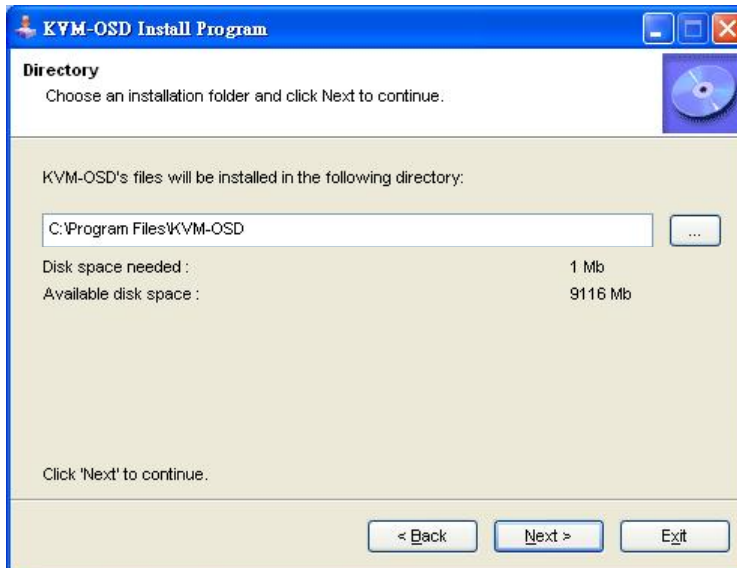 KVM-OSD Install Program
Directory
Choose an installation folder and click Next to continue.
KVM-OSD's files will be installed in the following directory:
C:\Program Files\KVM-OSD
...
Disk space needed : 1 Mb
Available disk space : 9116 Mb
Click 'Next' to continue.
< Back Next > Exit